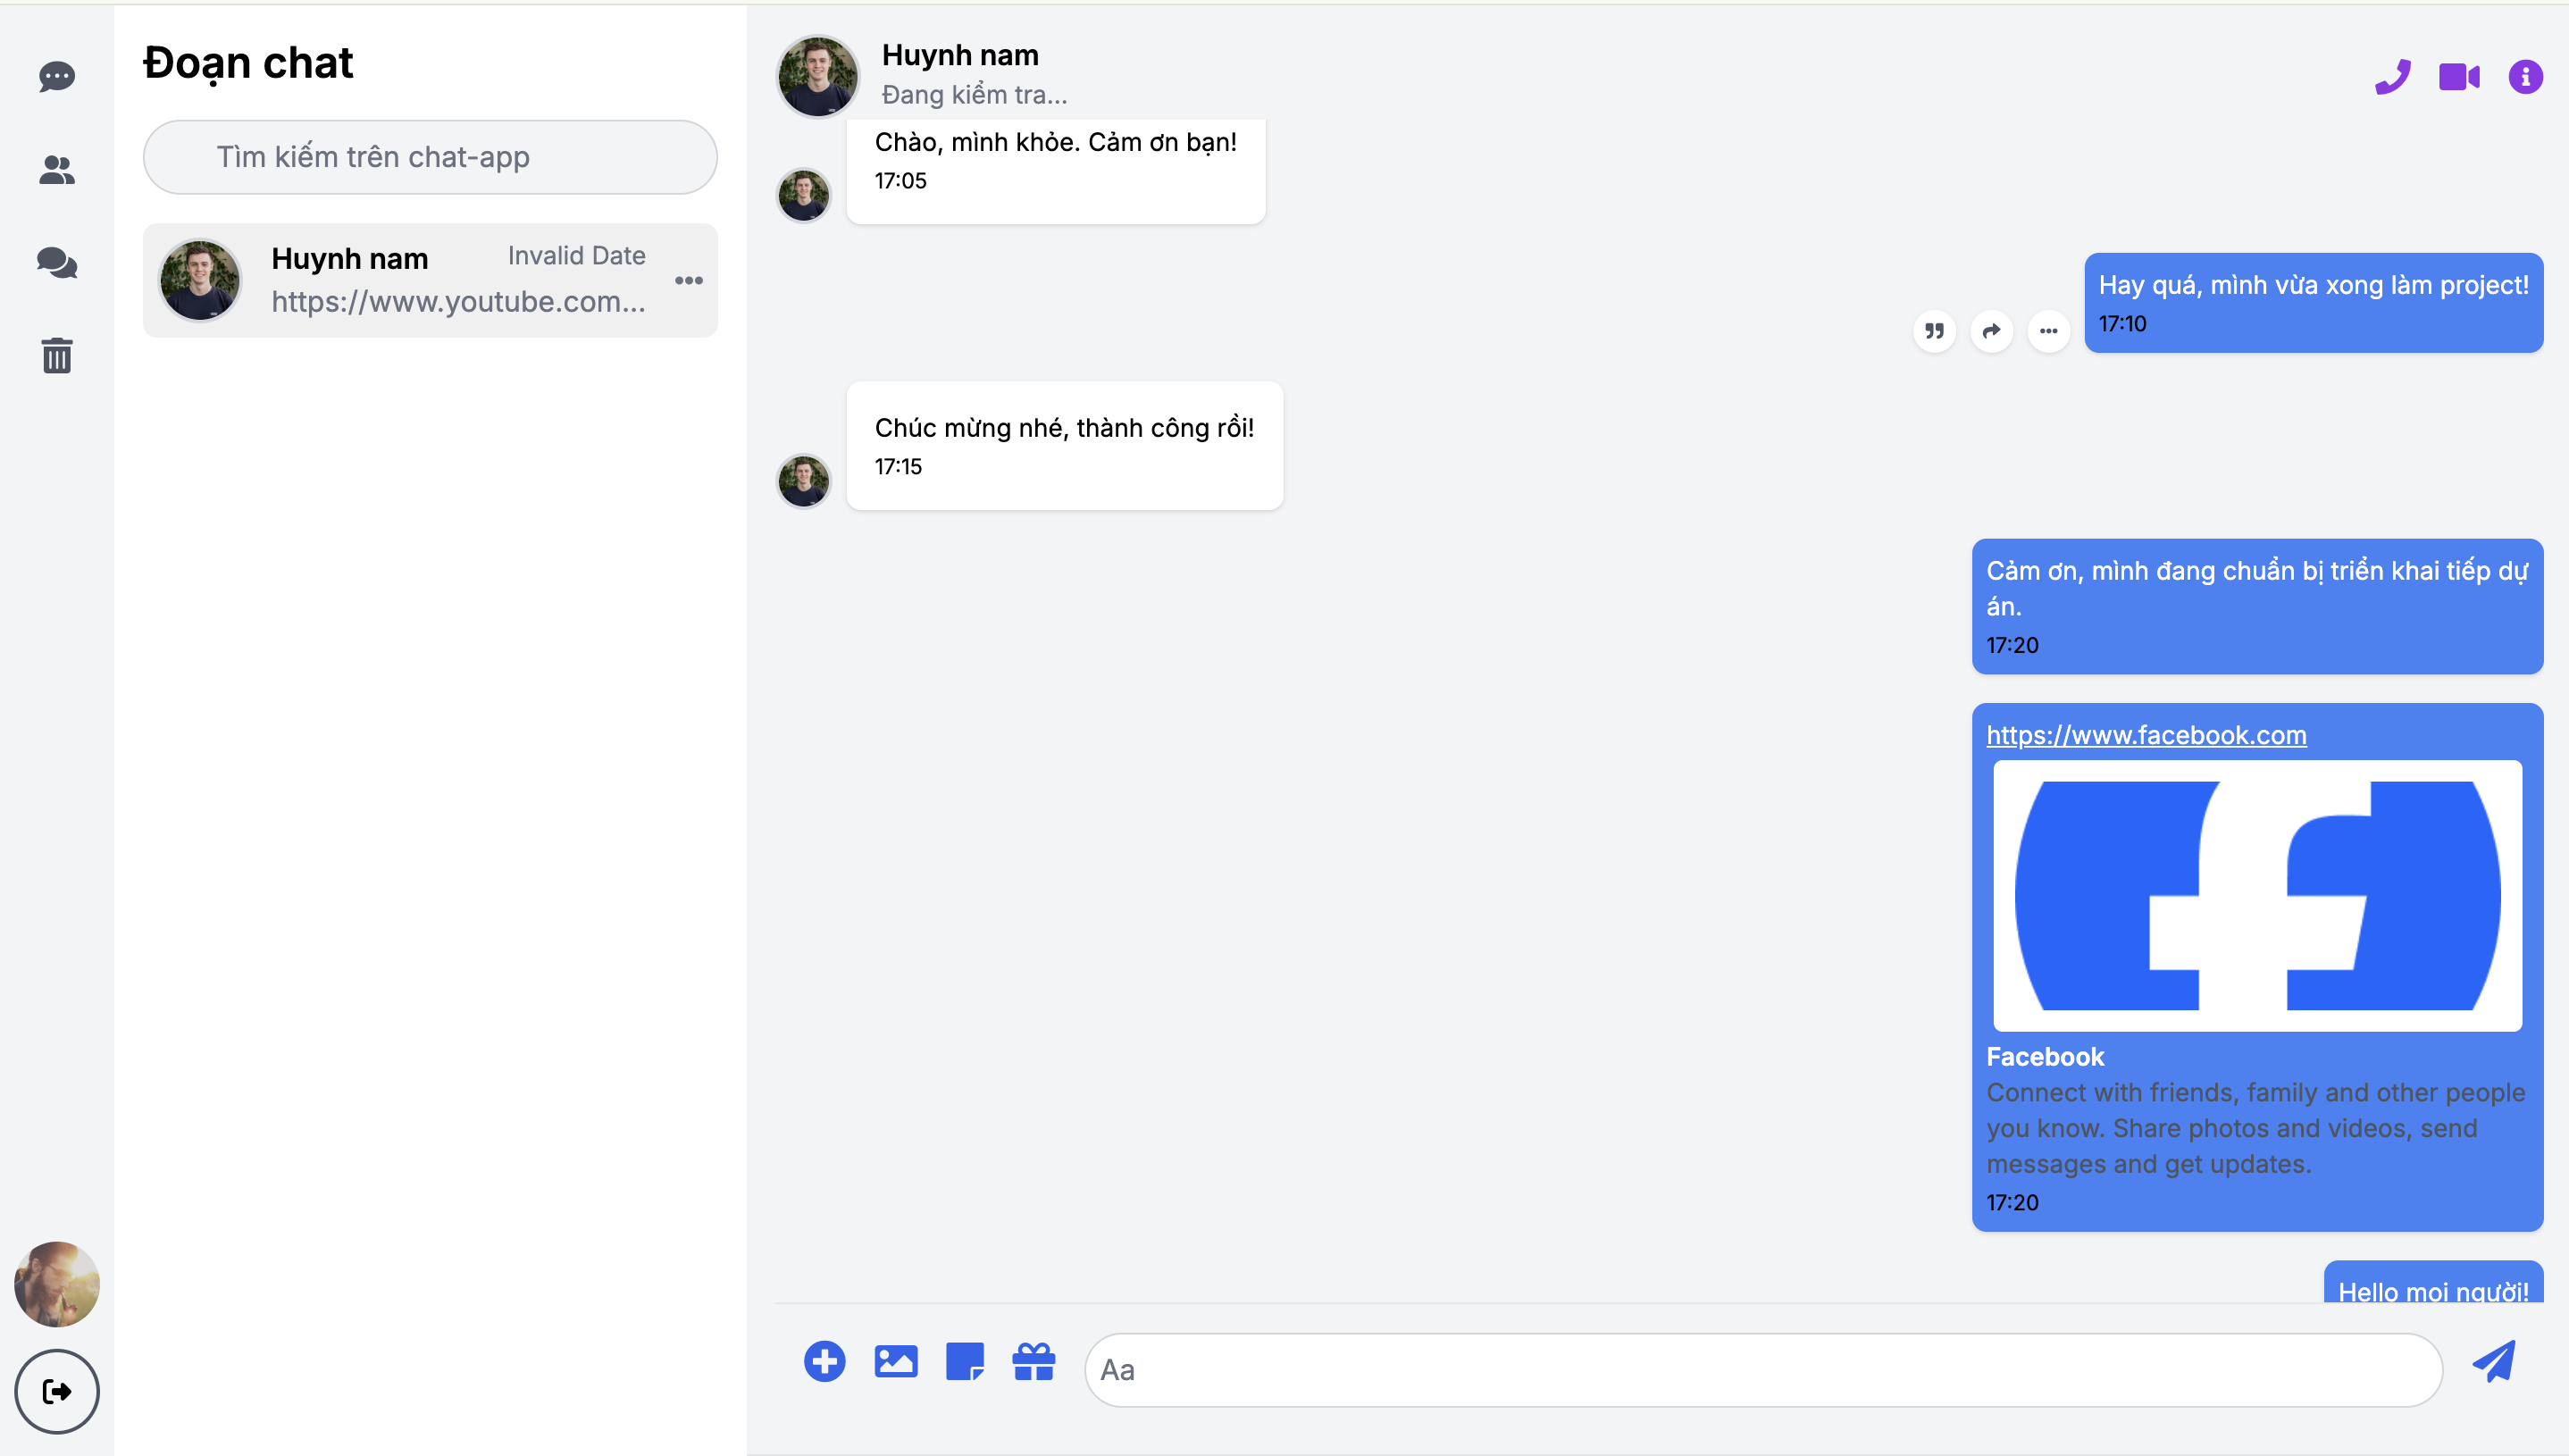 Đoạn chat
Tìm kiếm trên chat-app
Huynh nam
Invalid Date
https://www.youtube.com...
Huynh nam
Đang kiểm tra...
Chào, mình khỏe. Cảm ơn bạn!
17:05
Hay quá, mình vừa xong làm project!
17:10
Chúc mừng nhé, thành công rồi!
17:15
Cảm ơn, mình đang chuẩn bị triển khai tiếp dự
án.
17:20
https://www.facebook.com
Facebook
Connect with friends, family and other people
you know. Share photos and videos, send
messages and get updates.
17:20
Hello mọi người!
Aa